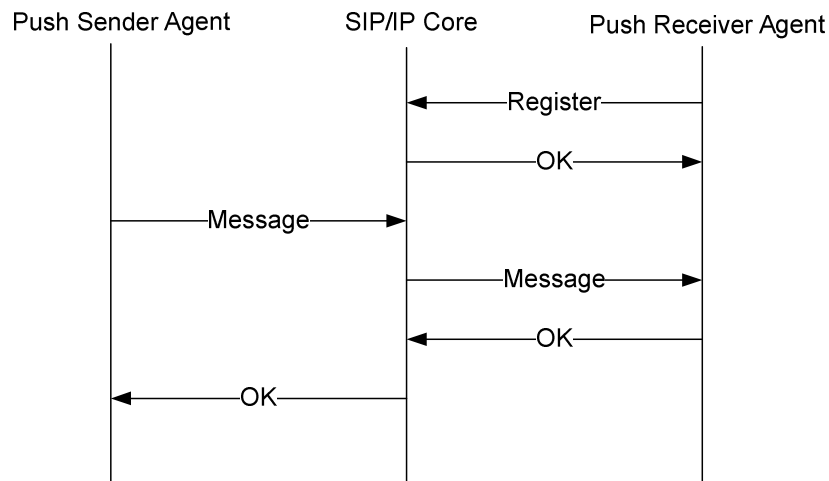 Push Sender Agent
SIP/IP Core
Push Receiver Agent
Register
OK
Message
Message
OK
OK